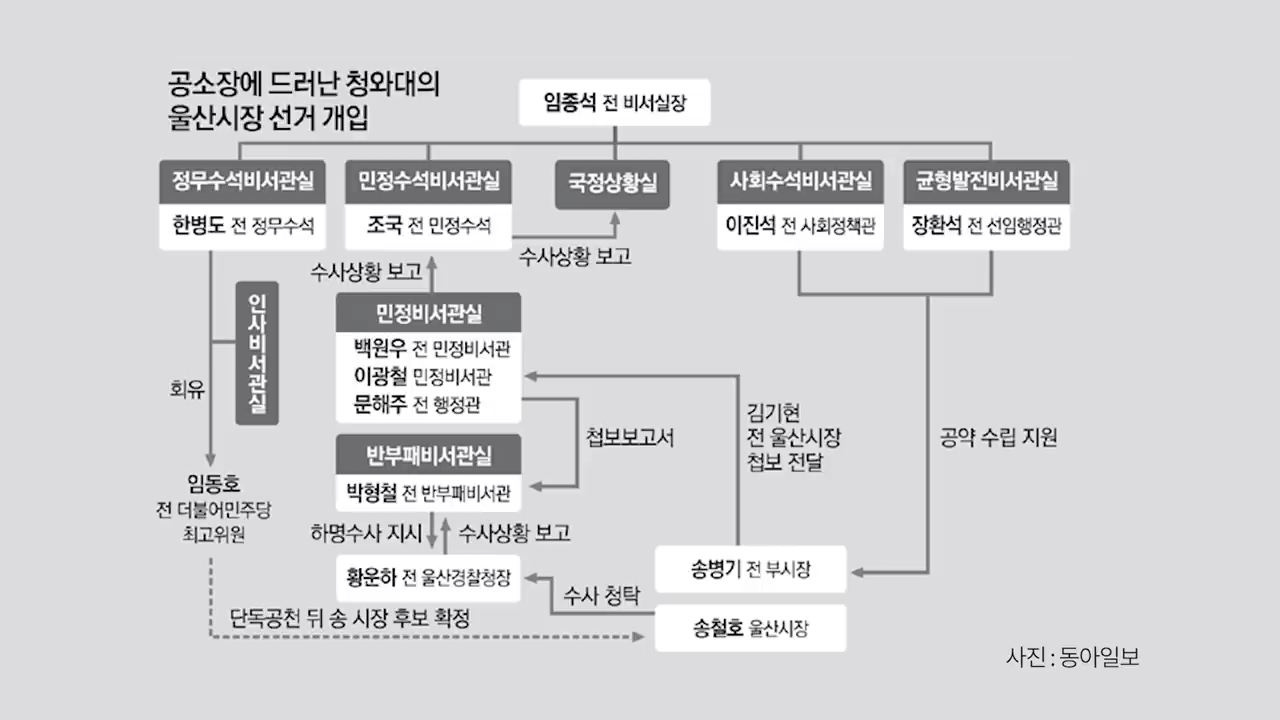 공소장에 드러난 청와대의
울산시장 선거 개입
임종석 전 비서실장
정무수석비서관실
한병도 전 정무수석
민정수석비서관실
조국 전 민정수석
국정상황실
사회수석비서관실
이진석 전 사회정책관
균형발전비서관실
장환석 전 선임행정관
수사상황 보고
수사상황 보고
인사비서관실
회유
민정비서관실
백원우 전 민정비서관
이광철 민정비서관
문해주 전 행정관
첩보보고서
김기현
전 울산시장
첩보 전달
공약 수립 지원
반부패비서관실
박형철 전 반부패비서관
임동호
전 더불어민주당
최고위원
하명수사 지시
수사상황 보고
황운하 전 울산경찰청장
수사 청탁
송병기 전 부시장
송철호 울산시장
단독공천 뒤 송 시장 후보 확정
사진 : 동아일보